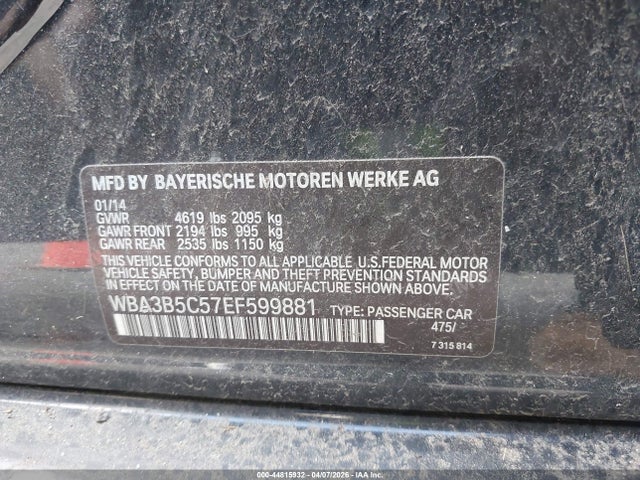 MFD BY BAYERISCHE MOTOREN WERKE AG
01/14
GVWR 4619 lbs 2095 kg
GAWR FRONT 2194 lbs 995 kg
GAWR REAR 2535 lbs 1150 kg
THIS VEHICLE CONFORMS TO ALL APPLICABLE U.S.FEDERAL MOTOR
VEHICLE SAFETY, BUMPER AND THEFT PREVENTION STANDARDS
IN EFFECT ON THE DATE OF MANUFACTURE SHOWN ABOVE.
WBA3B5C57EF599881 TYPE: PASSENGER CAR
475/
7 315 814
000-44815932 - 04/07/2026 - IAA Inc.